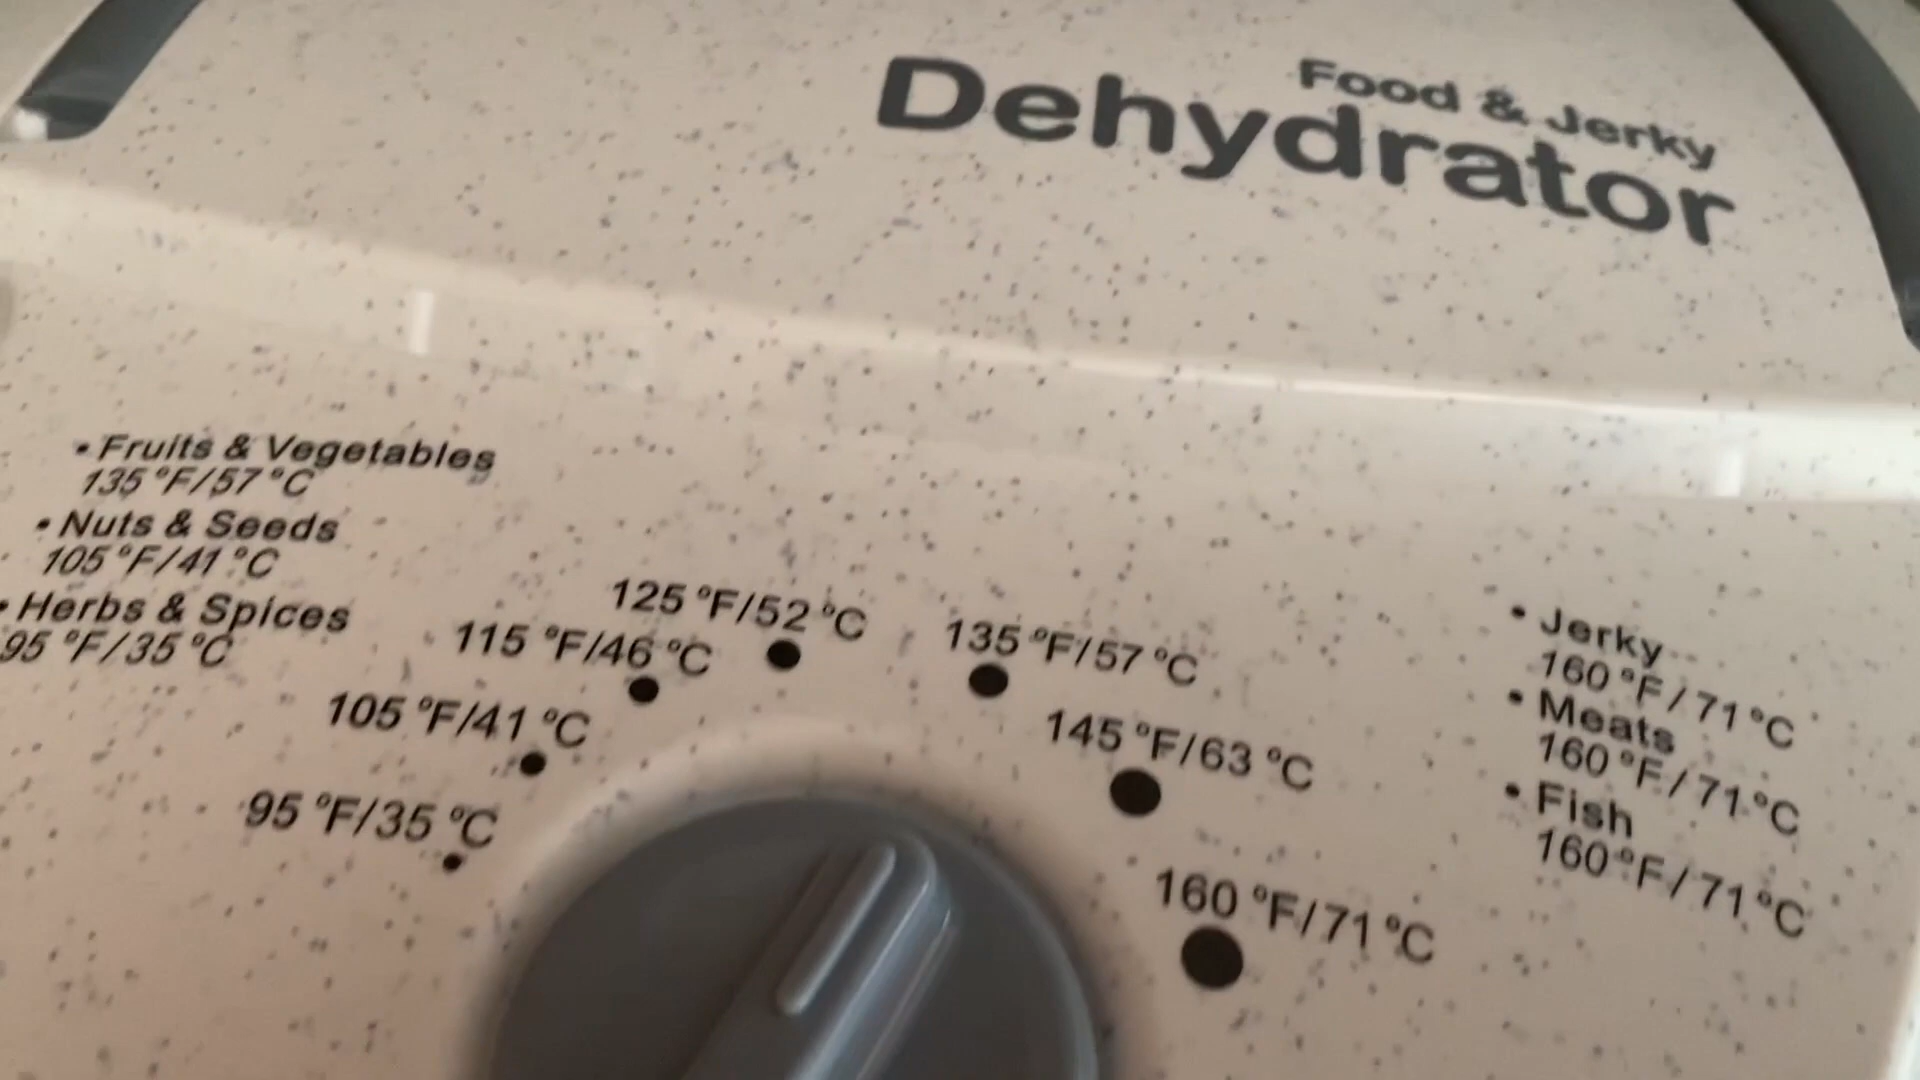 Food & Jerky
Dehydrator
• Fruits & Vegetables
135 °F/57 °C
• Nuts & Seeds
105 °F/41 °C
• Herbs & Spices
95 °F/35 °C
95 °F/35 °C
105 °F/41 °C
115 °F/46 °C
125 °F/52 °C
135 °F/57 °C
145 °F/63 °C
160 °F/71 °C
• Jerky
160 °F/71 °C
• Meats
160 °F/71 °C
• Fish
160 °F/71 °C